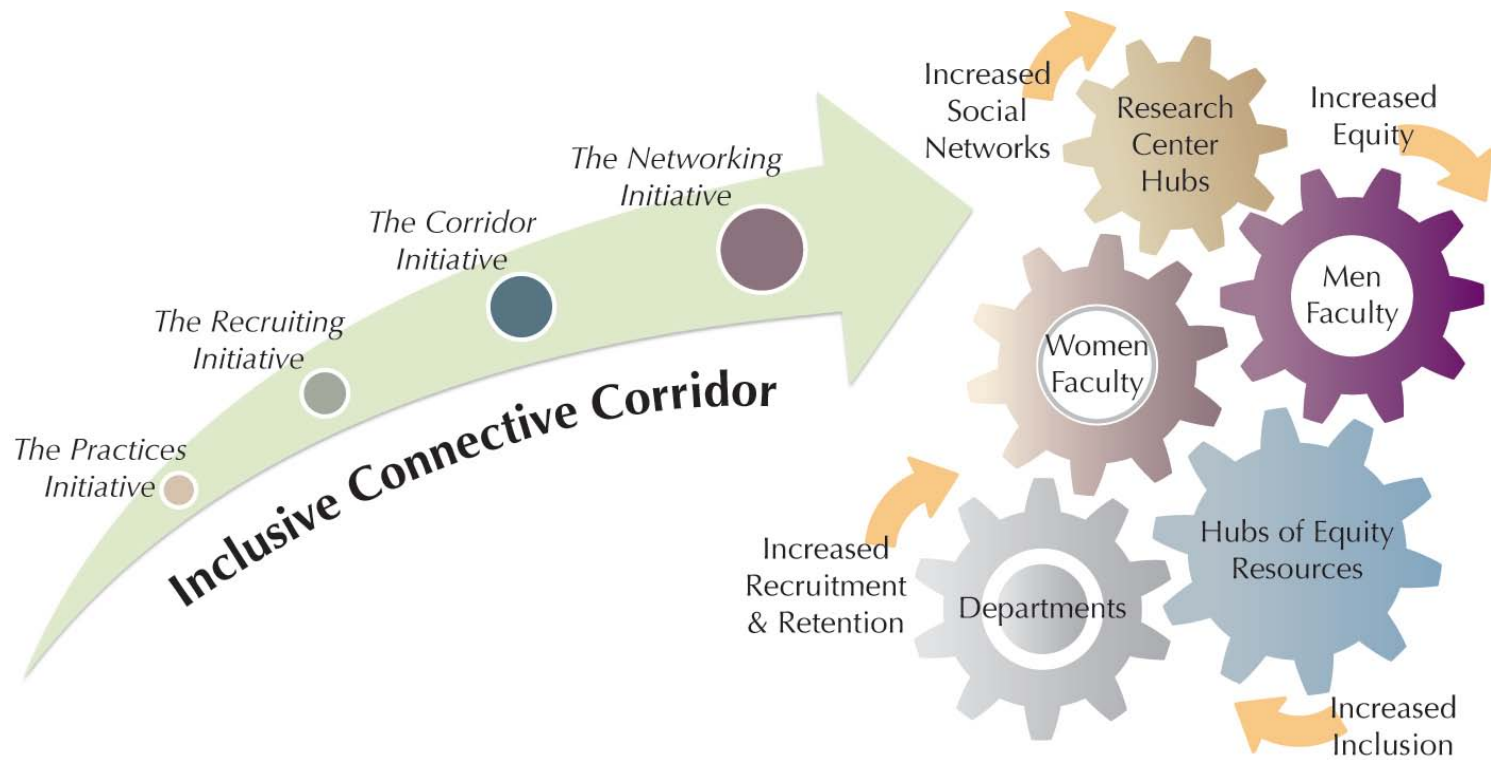 The Practices
Initiative
The Recruiting
Initiative
The Corridor
Initiative
The Networking
Initiative
Inclusive Connective Corridor
Increased
Social
Networks
Research
Center
Hubs
Increased
Equity
Men
Faculty
Women
Faculty
Increased
Recruitment
& Retention
Departments
Hubs of Equity
Resources
Increased
Inclusion